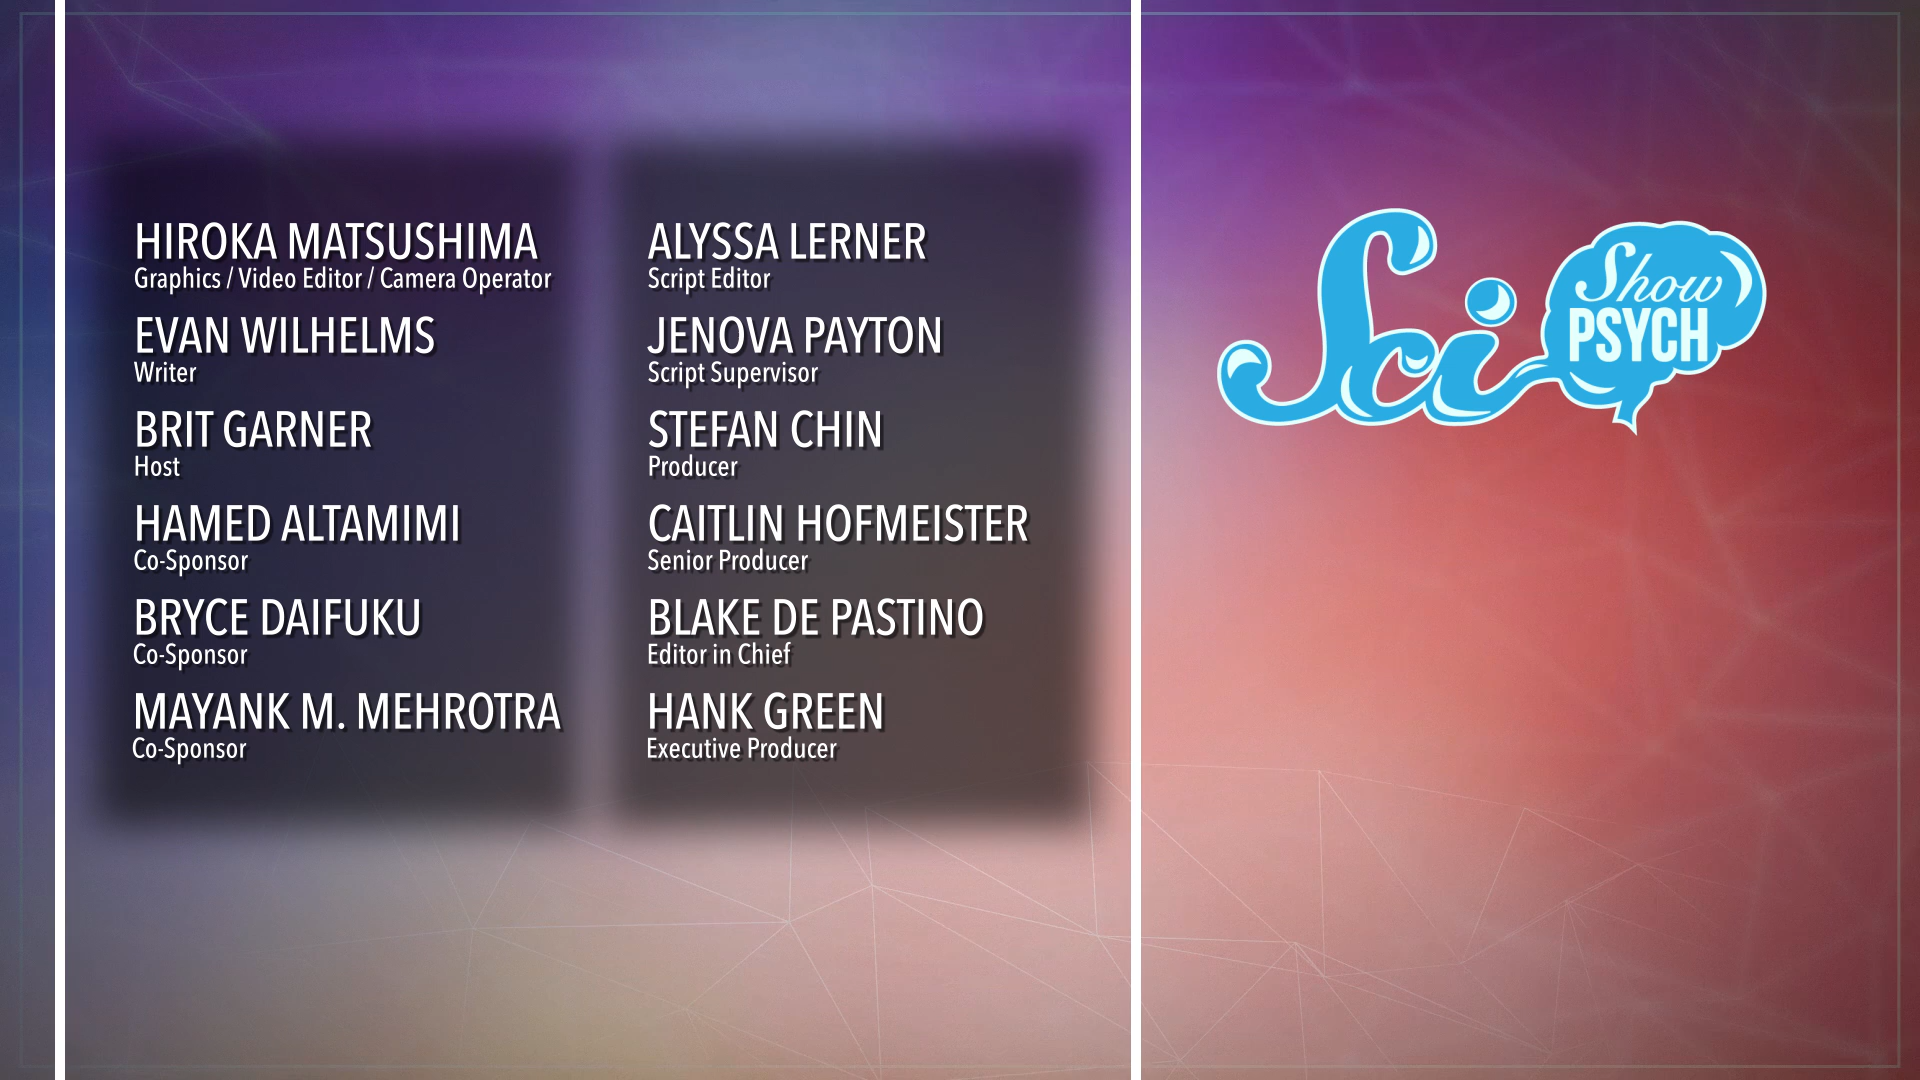 HIROKA MATSUSHIMA
Graphics / Video Editor / Camera Operator
EVAN WILHELMS
Writer
BRIT GARNER
Host
HAMED ALTAMIMI
Co-Sponsor
BRYCE DAIFUKU
Co-Sponsor
MAYANK M. MEHROTRA
Co-Sponsor
ALYSSA LERNER
Script Editor
JENOVA PAYTON
Script Supervisor
STEFAN CHIN
Producer
CAITLIN HOFMEISTER
Senior Producer
BLAKE DE PASTINO
Editor in Chief
HANK GREEN
Executive Producer
Sci
Show
PSYCH